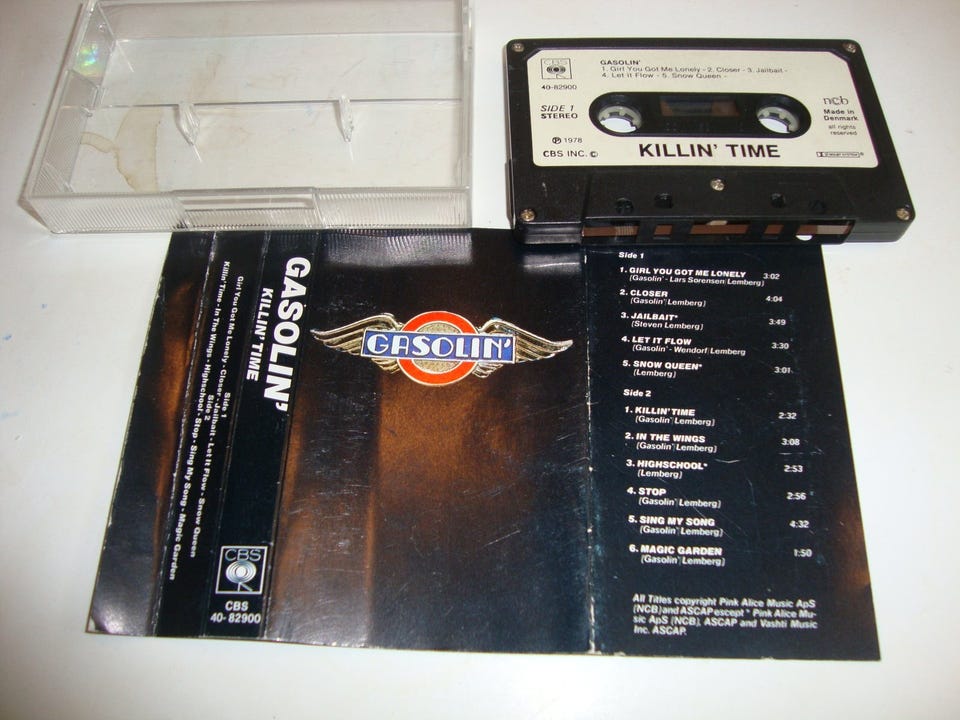 CBS
GASOLIN'
1. Girl You Got Me Lonely - 2. Closer - 3. Jailbait -
4. Let it Flow - 5. Snow Queen -
40-82900
SIDE 1
STEREO
ncb
Made in
Denmark
all rights
reserved
℗ 1978
CBS INC. ©
KILLIN' TIME
DOLBY SYSTEM
Side 1
Girl You Got Me Lonely - Closer - Jailbait - Let It Flow - Snow Queen
Side 2
Killin' Time - In The Wings - Highschool - Stop - Sing My Song - Magic Garden
GASOLIN'
KILLIN' TIME
CBS
CBS
40-82900
GASOLIN'
Side 1
1. GIRL YOU GOT ME LONELY 3:02
(Gasolin' - Lars Sorensen/Lemberg)
2. CLOSER 4:04
(Gasolin'/Lemberg)
3. JAILBAIT* 3:49
(Steven Lemberg)
4. LET IT FLOW 3:30
(Gasolin' - Wendorf/Lemberg)
5. SNOW QUEEN* 3:01
(Lemberg)
Side 2
1. KILLIN' TIME 2:32
(Gasolin'/Lemberg)
2. IN THE WINGS 3:08
(Gasolin'/Lemberg)
3. HIGHSCHOOL* 2:53
(Lemberg)
4. STOP 2:56
(Gasolin'/Lemberg)
5. SING MY SONG 4:32
(Gasolin'/Lemberg)
6. MAGIC GARDEN 1:50
(Gasolin'/Lemberg)
All Titles copyright Pink Alice Music ApS
(NCB) and ASCAP except * Pink Alice Mu-
sic ApS (NCB), ASCAP and Vashti Music
Inc. ASCAP.